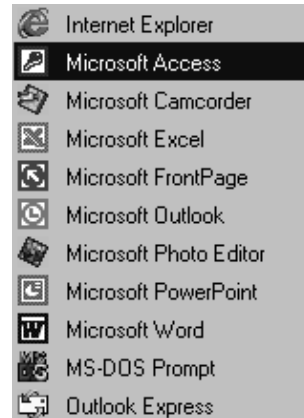 Internet Explorer
Microsoft Access
Microsoft Camcorder
Microsoft Excel
Microsoft FrontPage
Microsoft Outlook
Microsoft Photo Editor
Microsoft PowerPoint
Microsoft Word
MS-DOS Prompt
Outlook Express